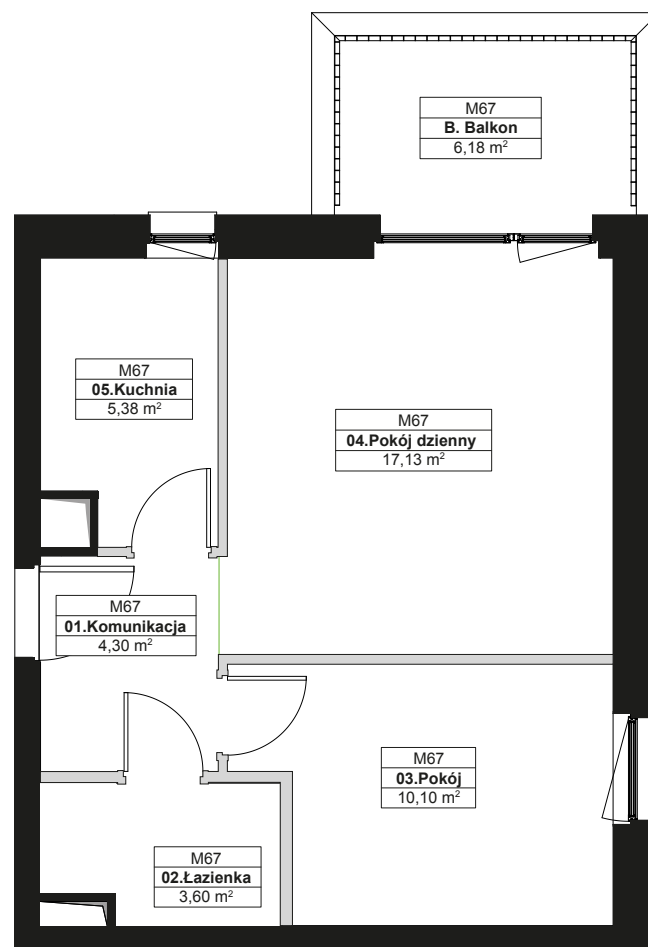 M67
B. Balkon
6,18 m²
M67
05.Kuchnia
5,38 m²
M67
04.Pokój dzienny
17,13 m²
M67
01.Komunikacja
4,30 m²
M67
03.Pokój
10,10 m²
M67
02.Łazienka
3,60 m²